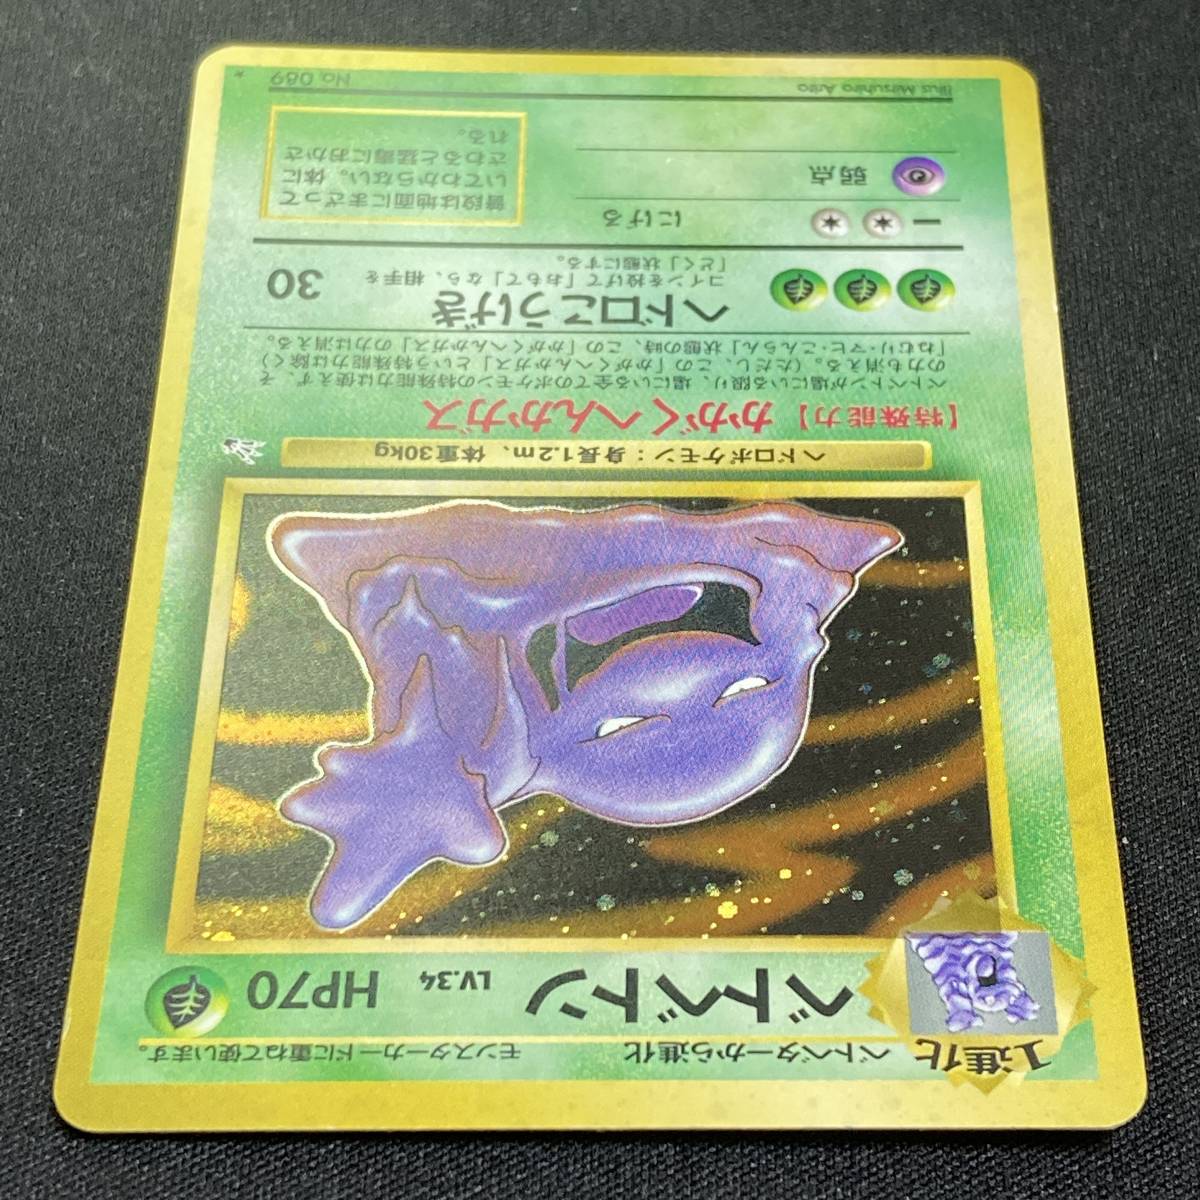 1進化
ベトベターから進化
モンスターカードに重ねて使います。
ベトベトン LV.34 HP70
ヘドロポケモン：身長1.2m、体重30kg
【特殊能力】かがくへんかガス
ベトベトンが場にいる限り、場にいる全てのポケモンの特殊能力は使えず、そ
の力も消える。（ただし、この「かがくへんかガス」という特殊能力は除く）
「ねむり・マヒ・こんらん」状態の時、この「かがくへんかガス」の力は消える。
ヘドロこうげき 30
コインを投げて「おもて」なら、相手を
「どく」状態にする。
にげる
弱点
普段は地面にまざって
いてわからない。体に
さわると猛毒におかさ
れる。
Illus. Mitsuhiro Arita
No. 089